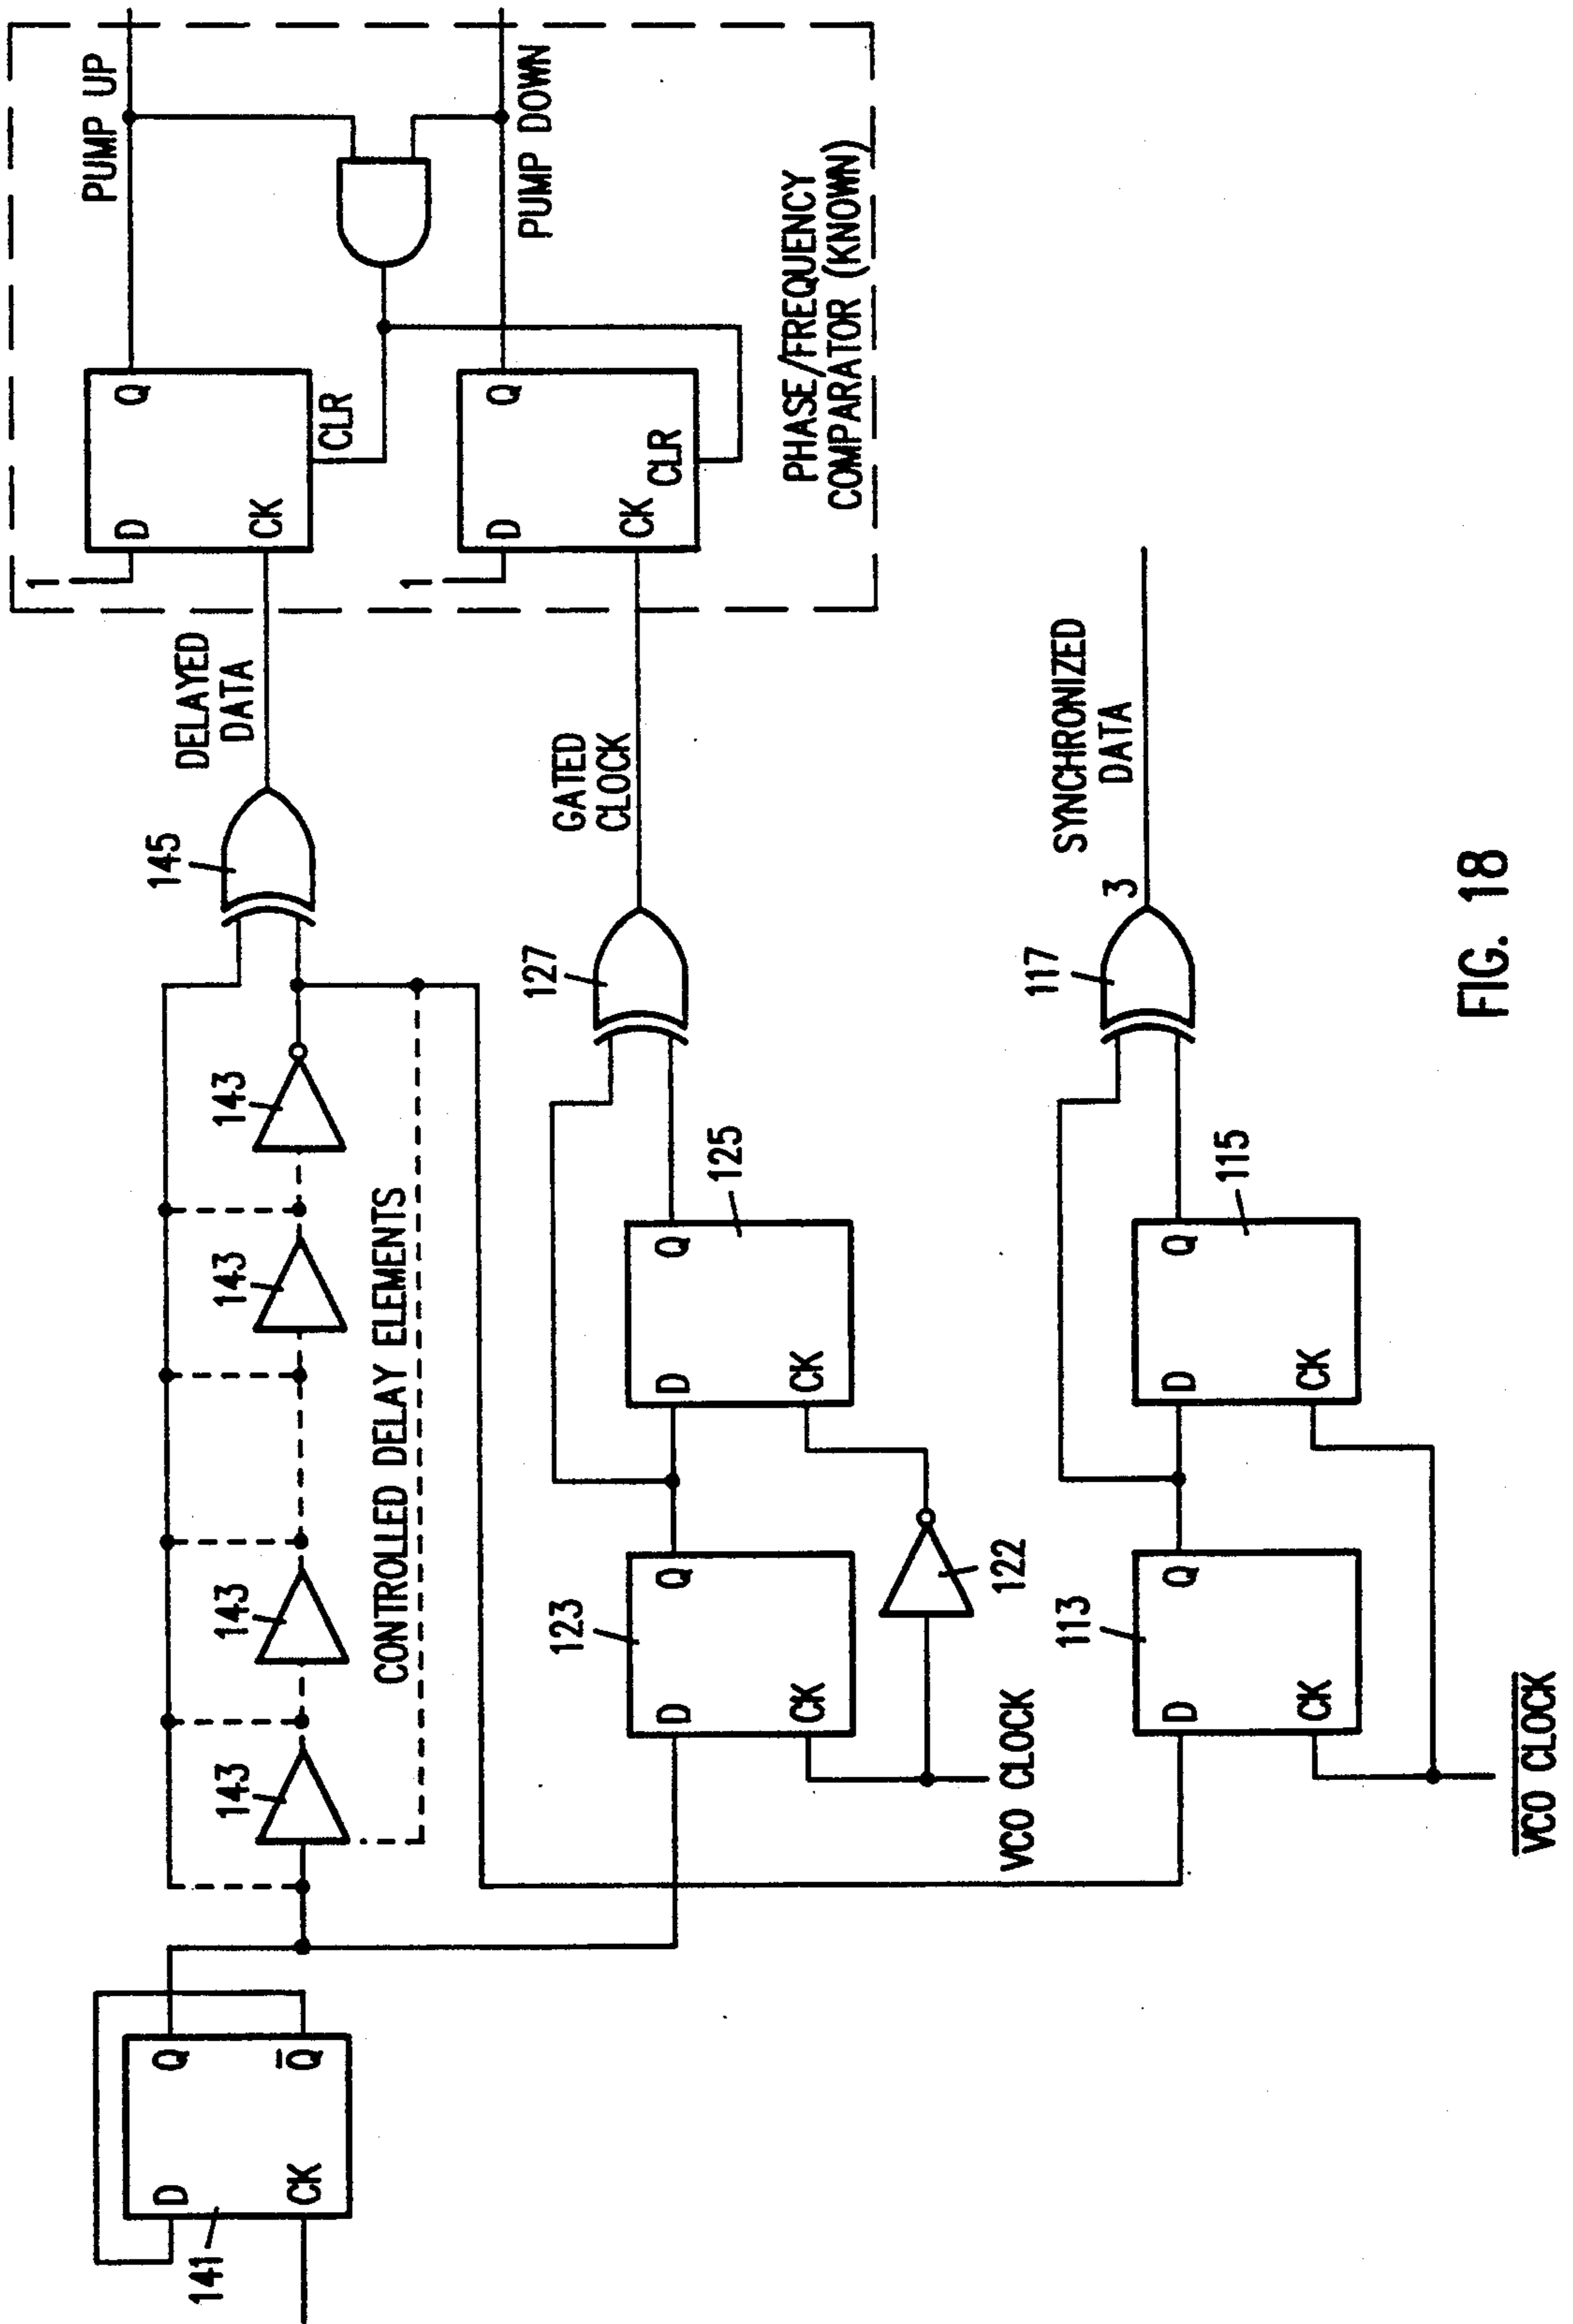 141
D
Q
CK
Q̅
143
143
143
143
CONTROLLED DELAY ELEMENTS
145
DELAYED
DATA
1
D
Q
CK
CLR
PUMP UP
1
D
Q
CK
CLR
PUMP DOWN
PHASE/FREQUENCY
COMPARATOR (KNOWN)
123
D
Q
CK
122
VCO CLOCK
D
Q
CK
125
127
GATED
CLOCK
113
D
Q
CK
VCO CLOCK
D
Q
CK
115
117
3
SYNCHRONIZED
DATA
FIG. 18